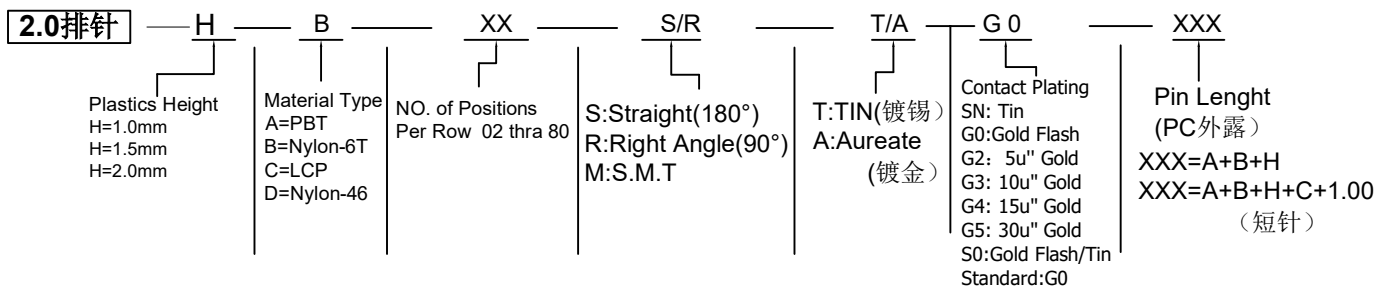 2.0排针 H B XX S/R T/A G 0 XXX
Plastics Height
H=1.0mm
H=1.5mm
H=2.0mm
Material Type
A=PBT
B=Nylon-6T
C=LCP
D=Nylon-46
NO. of Positions
Per Row 02 thra 80
S:Straight(180°)
R:Right Angle(90°)
M:S.M.T
T:TIN(镀锡）
A:Aureate
(镀金）
Contact Plating
SN: Tin
G0:Gold Flash
G2： 5u" Gold
G3: 10u" Gold
G4: 15u" Gold
G5: 30u" Gold
S0:Gold Flash/Tin
Standard:G0
Pin Lenght
(PC外露）
XXX=A+B+H
XXX=A+B+H+C+1.00
（短针）